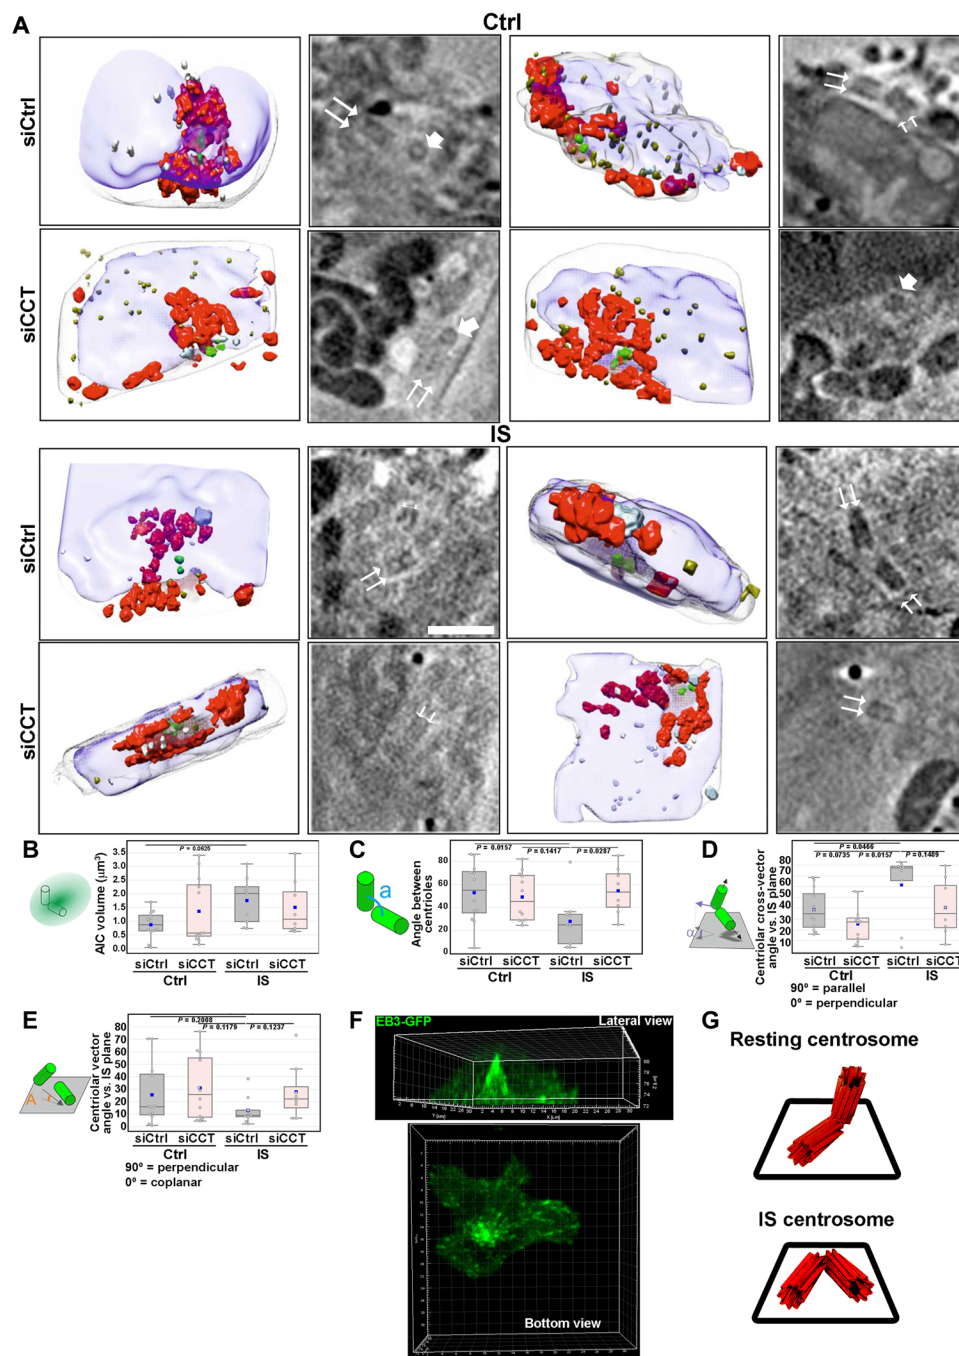 A
Ctrl
siCtrl
siCCT
IS
siCtrl
siCCT
B
P = 0.0625
AIC volume (µm³)
3.5
3.0
2.5
2.0
1.5
1.0
0.5
0.0
siCtrl siCCT siCtrl siCCT
Ctrl IS
C
a
P = 0.0157
P = 0.1417 P = 0.0287
Angle between
centrioles
80
60
40
20
0
siCtrl siCCT siCtrl siCCT
Ctrl IS
D
α
P = 0.0466
P = 0.0735 P = 0.0157 P = 0.1489
Centriolar cross-vector
angle vs. IS plane
80
70
60
50
40
30
20
10
0
siCtrl siCCT siCtrl siCCT
Ctrl IS
90º = parallel
0º = perpendicular
E
A
P = 0.2008
P = 0.1179 P = 0.1237
Centriolar vector
angle vs. IS plane
80
70
60
50
40
30
20
10
0
siCtrl siCCT siCtrl siCCT
Ctrl IS
90º = perpendicular
0º = coplanar
F
EB3-GFP
Lateral view
Bottom view
G
Resting centrosome
IS centrosome